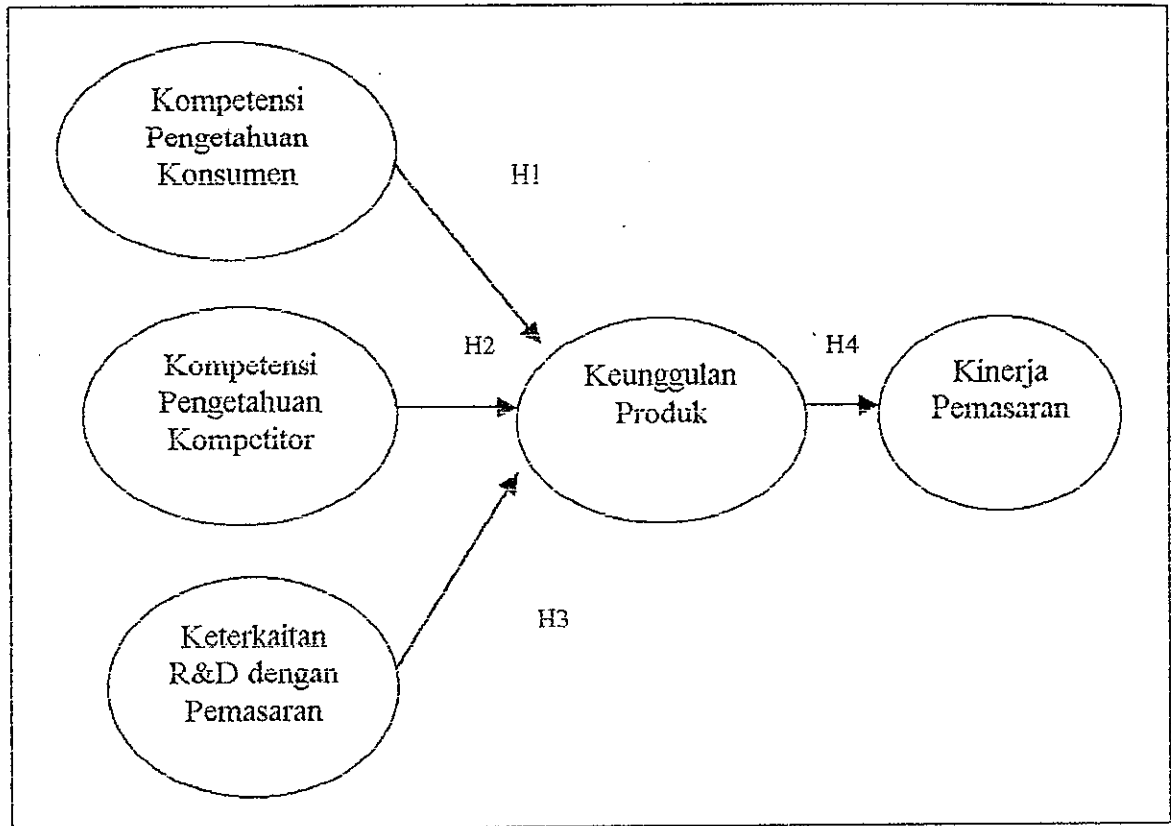 Kompetensi
Pengetahuan
Konsumen
H1
Kompetensi
Pengetahuan
Kompetitor
H2
Keunggulan
Produk
H4
Kinerja
Pemasaran
Keterkaitan
R&D dengan
Pemasaran
H3